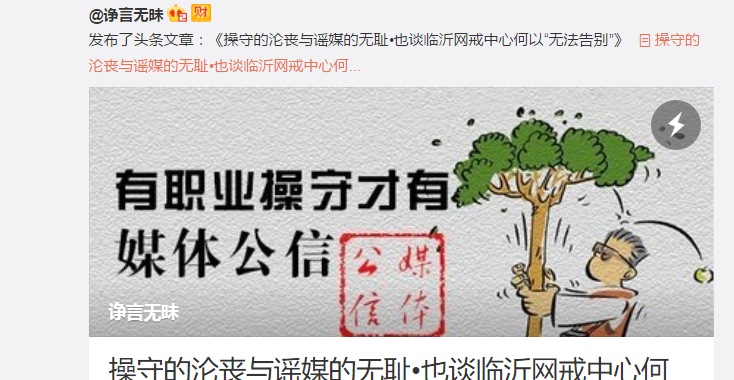 @诤言无昧 财
发布了头条文章：《操守的沦丧与谣媒的无耻•也谈临沂网戒中心何以“无法告别”》 操守的
沦丧与谣媒的无耻•也谈临沂网戒中心何...
有职业操守才有
媒体公信
公媒
信体
诤言无昧
操守的沦丧与谣媒的无耻•也谈临沂网戒中心何